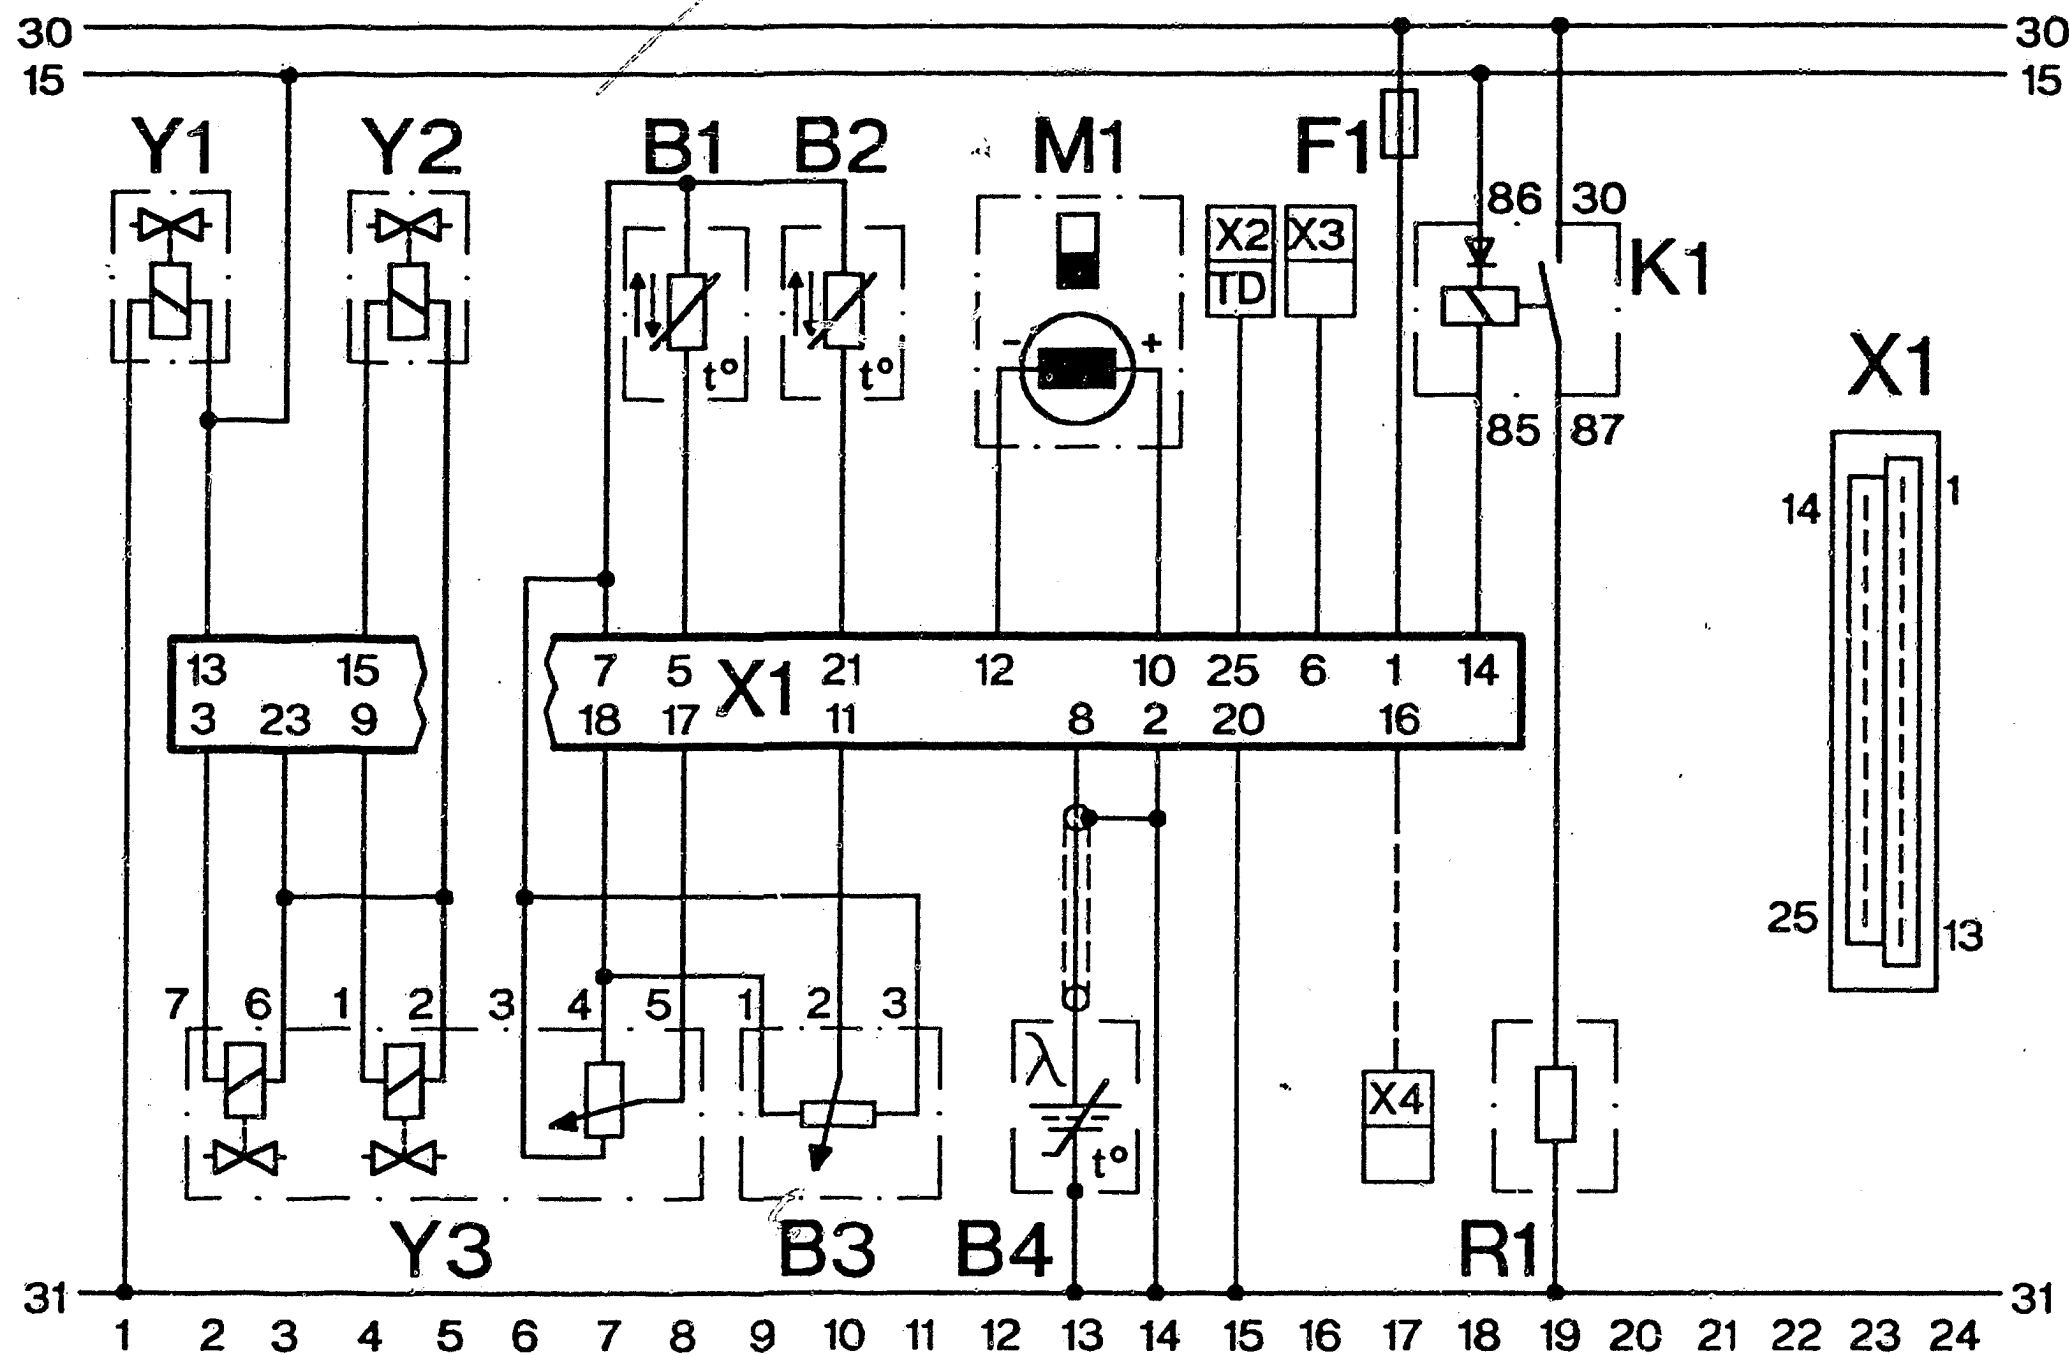 30 30
15 15
Y1 Y2 B1 B2 M1 F1
86 30
X2 X3
TD
K1
- +
t° t°
X1
85 87
14 1
13 15 7 5 X1 21 12 10 25 6 1 14
3 23 9 18 17 11 8 2 20 16
25 13
7 6 1 2 3 4 5 1 2 3
λ
X4
t°
Y3 B3 B4 R1
31 31
1 2 3 4 5 6 7 8 9 10 11 12 13 14 15 16 17 18 19 20 21 22 23 24